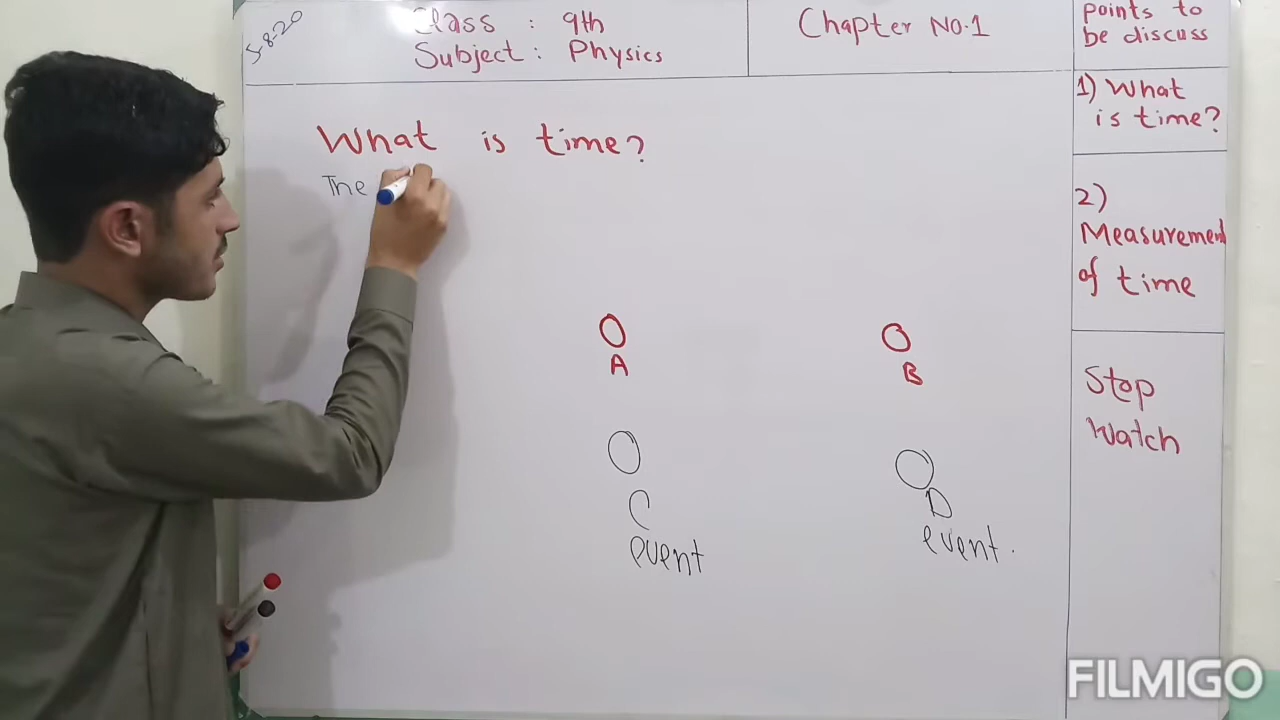 5-8-20
Class : 9th
Subject : Physics
Chapter No.1
points to
be discuss
1) What
is time?
2)
Measurement
of time
Stop
Watch
What is time?
The
A
B
C
event
D
event.
FILMIGO